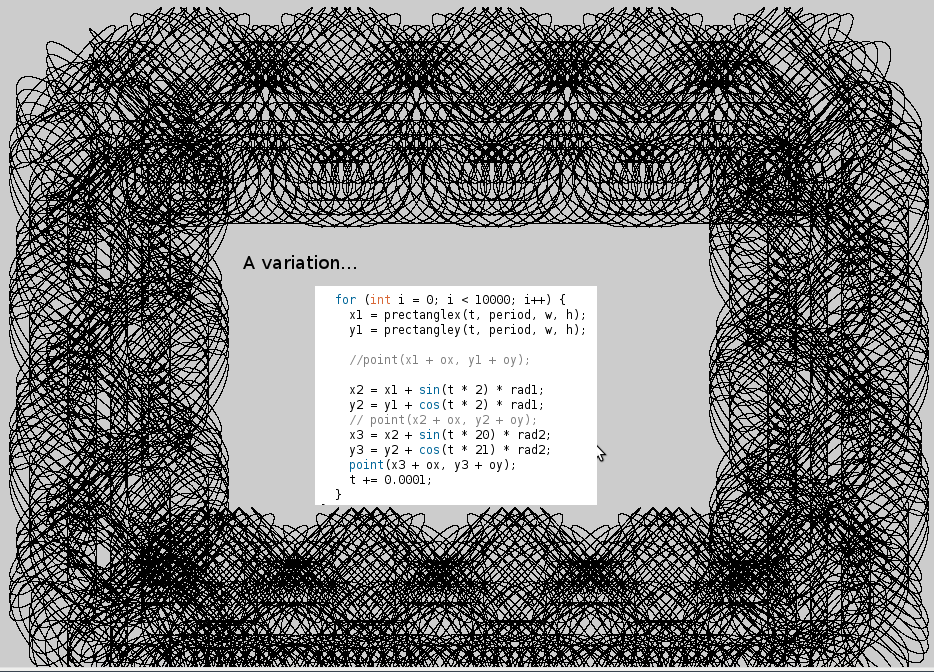 A variation...
for (int i = 0; i < 10000; i++) {
x1 = prectanglex(t, period, w, h);
y1 = prectangley(t, period, w, h);
//point(x1 + ox, y1 + oy);
x2 = x1 + sin(t * 2) * rad1;
y2 = y1 + cos(t * 2) * rad1;
// point(x2 + ox, y2 + oy);
x3 = x2 + sin(t * 20) * rad2;
y3 = y2 + cos(t * 21) * rad2;
point(x3 + ox, y3 + oy);
t += 0.0001;
}